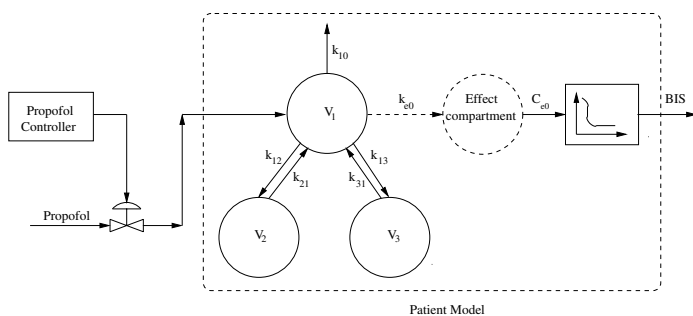 k10
Propofol
Controller
V1
ke0
Effect
compartment
Ce0
BIS
k12
k21
k13
k31
Propofol
V2
V3
Patient Model